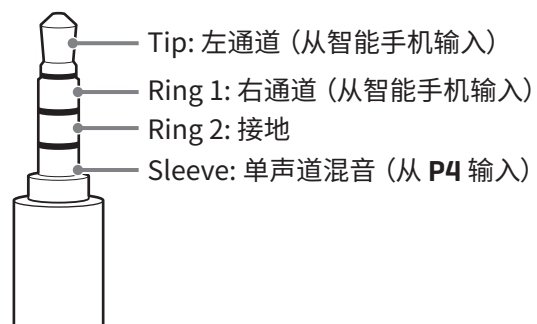 Tip: 左通道（从智能手机输入）
Ring 1: 右通道（从智能手机输入）
Ring 2: 接地
Sleeve: 单声道混音（从 P4 输入）